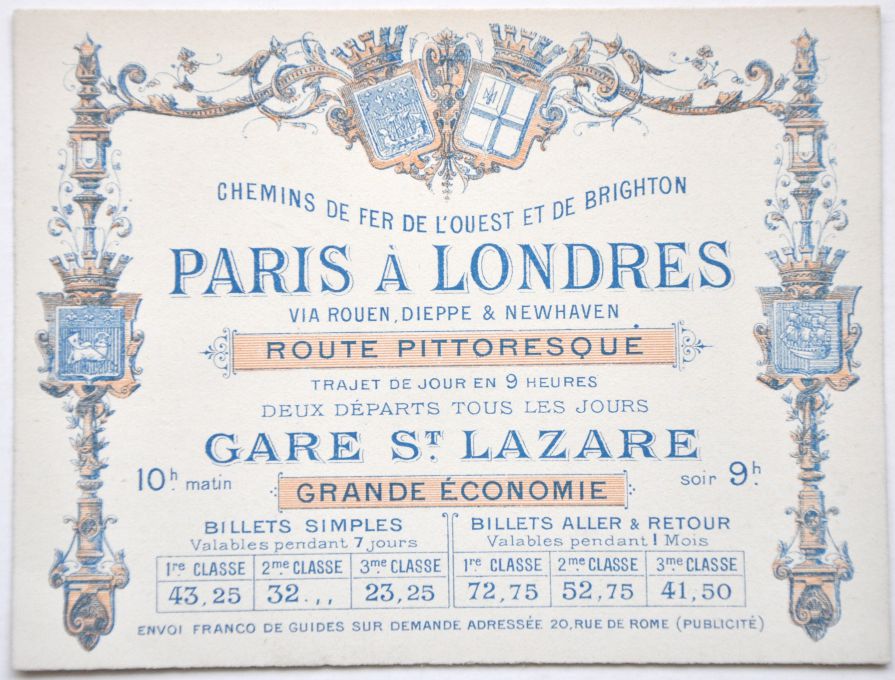 CHEMINS DE FER DE L'OUEST ET DE BRIGHTON
PARIS À LONDRES
VIA ROUEN, DIEPPE & NEWHAVEN
ROUTE PITTORESQUE
TRAJET DE JOUR EN 9 HEURES
DEUX DÉPARTS TOUS LES JOURS
GARE ST. LAZARE
10h. matin soir 9h.
GRANDE ÉCONOMIE
BILLETS SIMPLES BILLETS ALLER & RETOUR
Valables pendant 7 jours Valables pendant 1 Mois
1re CLASSE 2me CLASSE 3me CLASSE 1re CLASSE 2me CLASSE 3me CLASSE
43,25 32.,, 23,25 72,75 52,75 41,50
ENVOI FRANCO DE GUIDES SUR DEMANDE ADRESSÉE 20, RUE DE ROME (PUBLICITÉ)